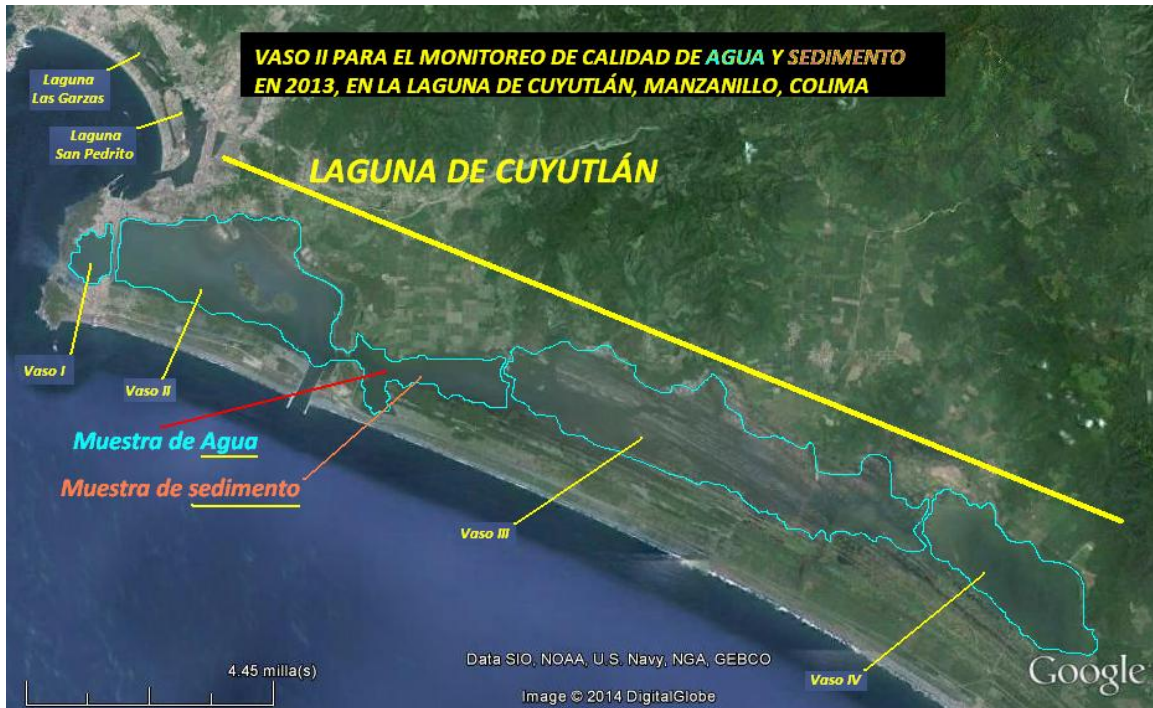 VASO II PARA EL MONITOREO DE CALIDAD DE AGUA Y SEDIMENTO
EN 2013, EN LA LAGUNA DE CUYUTLÁN, MANZANILLO, COLIMA
Laguna
Las Garzas
Laguna
San Pedrito
LAGUNA DE CUYUTLÁN
Vaso I
Vaso II
Muestra de Agua
Muestra de sedimento
Vaso III
Vaso IV
4.45 milla(s)
Data SIO, NOAA, U.S. Navy, NGA, GEBCO
Image © 2014 DigitalGlobe
Google